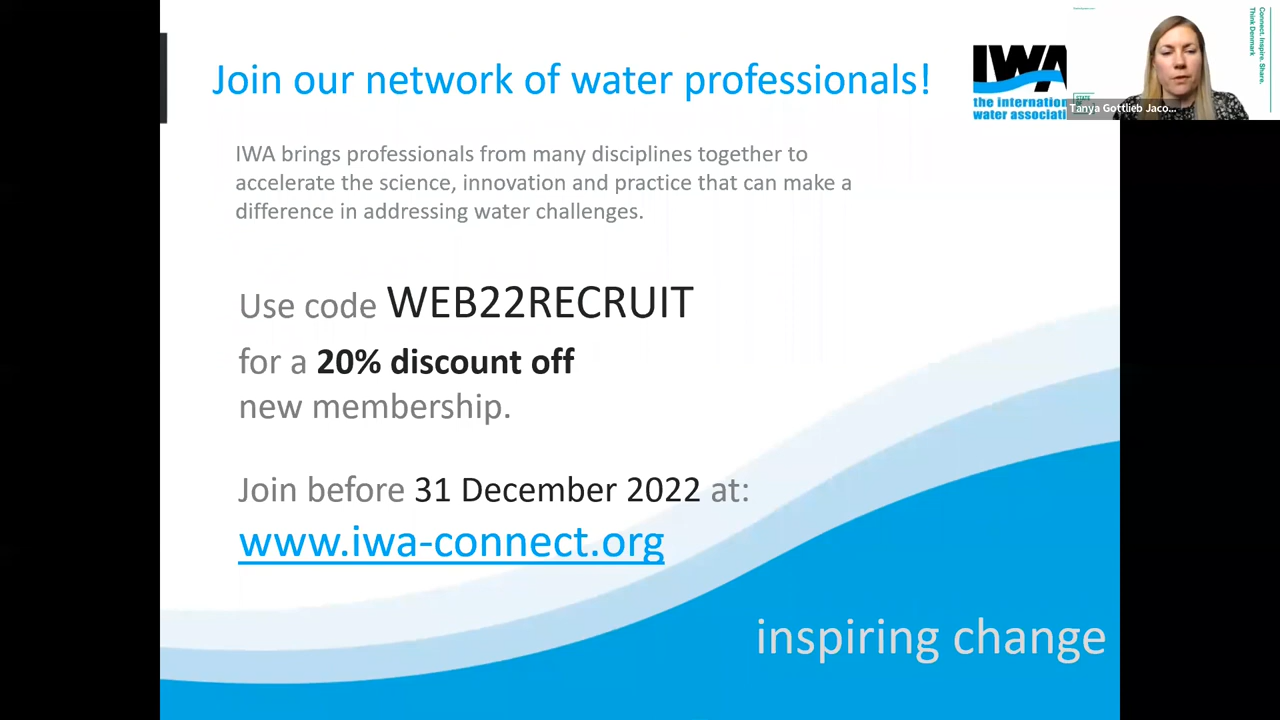 Join our network of water professionals!
IWA
the internation
water associati
Tanya Gottlieb Jaco...
Connect. Inspire. Share.
Think Denmark
STATE
IWA brings professionals from many disciplines together to
accelerate the science, innovation and practice that can make a
difference in addressing water challenges.
Use code WEB22RECRUIT
for a 20% discount off
new membership.
Join before 31 December 2022 at:
www.iwa-connect.org
inspiring change